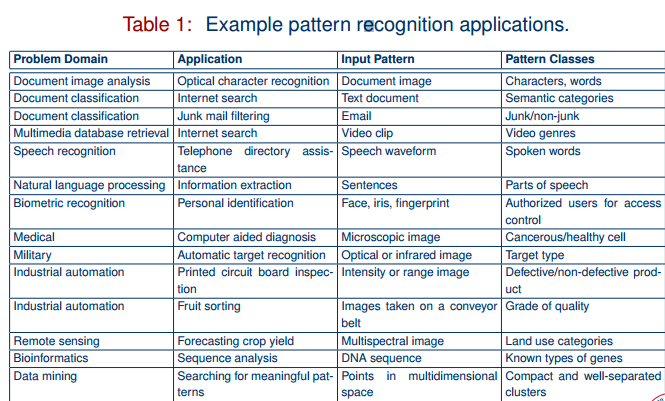 Table 1: Example pattern recognition applications.
Problem Domain Application Input Pattern Pattern Classes
Document image analysis Optical character recognition Document image Characters, words
Document classification Internet search Text document Semantic categories
Document classification Junk mail filtering Email Junk/non-junk
Multimedia database retrieval Internet search Video clip Video genres
Speech recognition Telephone directory assis- Speech waveform Spoken words
tance
Natural language processing Information extraction Sentences Parts of speech
Biometric recognition Personal identification Face, iris, fingerprint Authorized users for access
control
Medical Computer aided diagnosis Microscopic image Cancerous/healthy cell
Military Automatic target recognition Optical or infrared image Target type
Industrial automation Printed circuit board inspec- Intensity or range image Defective/non-defective prod-
tion uct
Industrial automation Fruit sorting Images taken on a conveyor Grade of quality
belt
Remote sensing Forecasting crop yield Multispectral image Land use categories
Bioinformatics Sequence analysis DNA sequence Known types of genes
Data mining Searching for meaningful pat- Points in multidimensional Compact and well-separated
terns space clusters